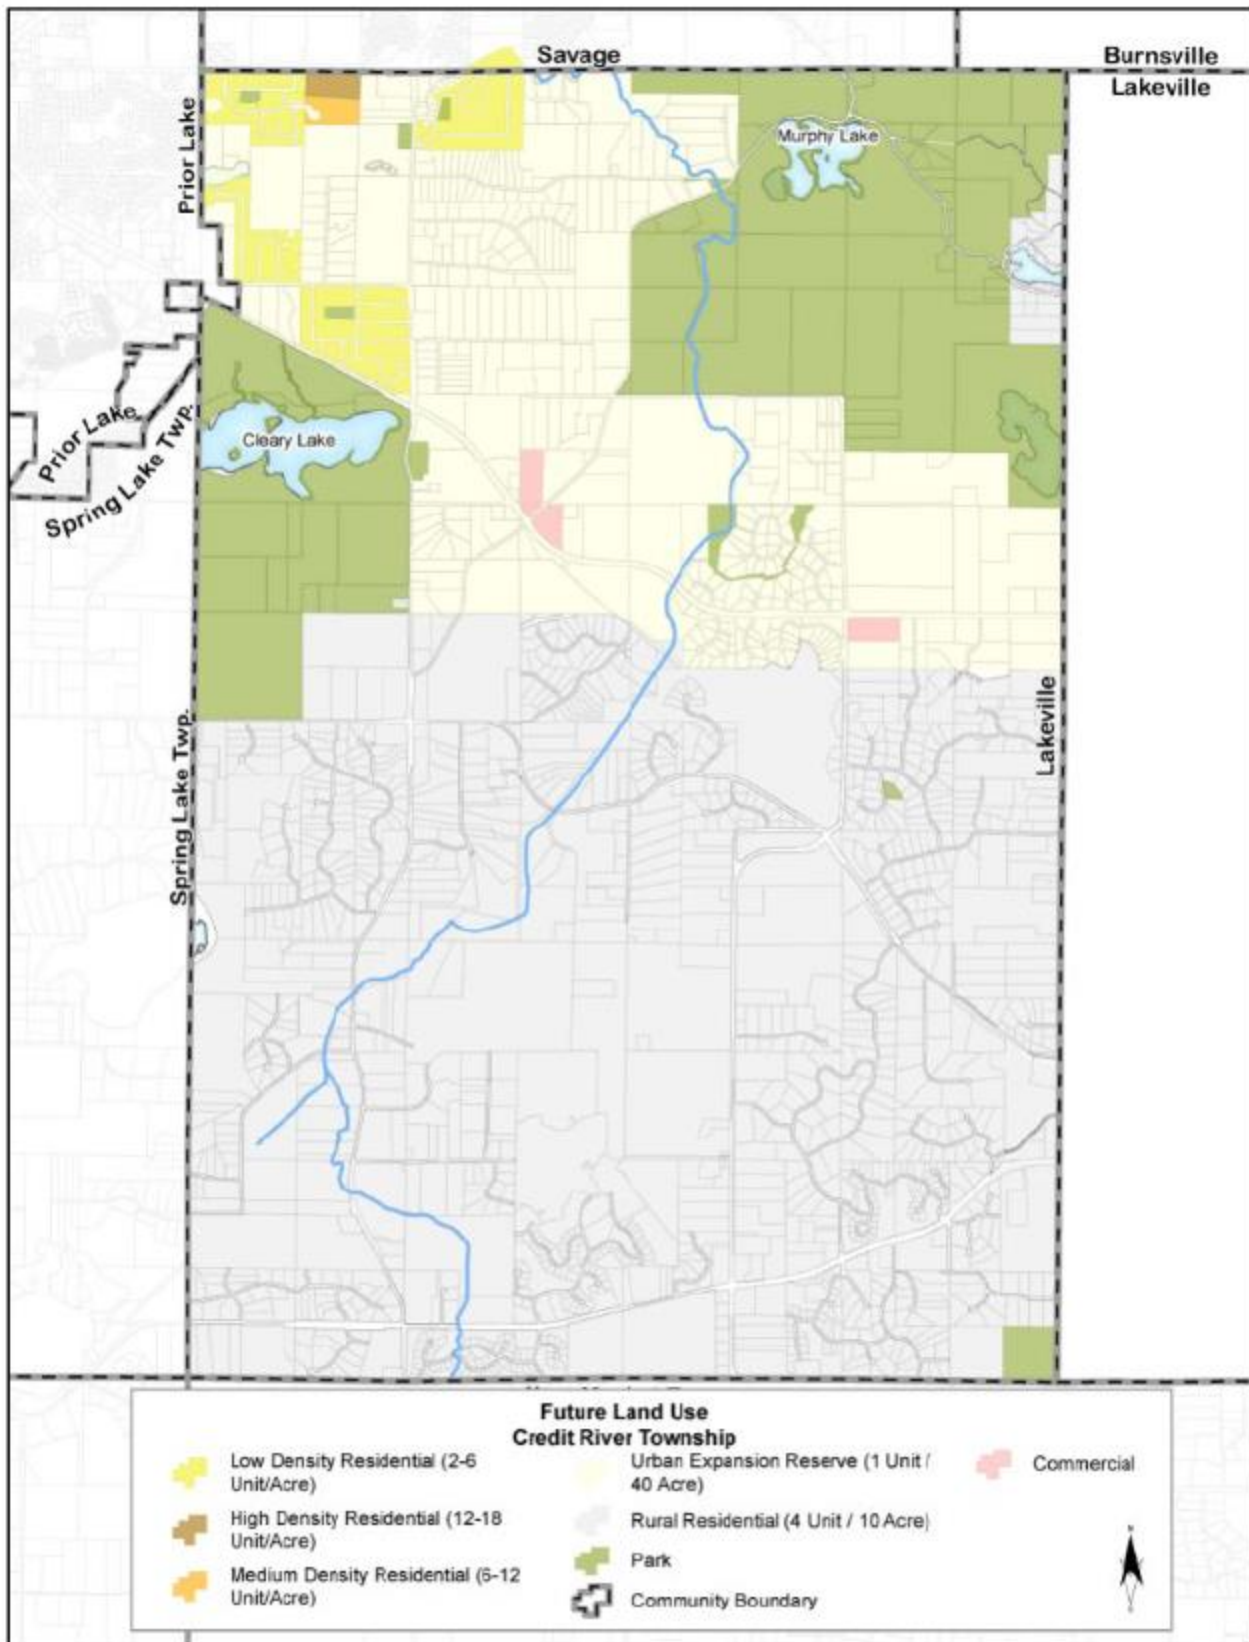 Savage
Burnsville
Lakeville
Prior Lake
Murphy Lake
Prior Lake
Spring Lake Twp.
Cleary Lake
Spring Lake Twp.
Lakeville
Future Land Use
Credit River Township
Low Density Residential (2-6
Unit/Acre)
High Density Residential (12-18
Unit/Acre)
Medium Density Residential (6-12
Unit/Acre)
Urban Expansion Reserve (1 Unit /
40 Acre)
Rural Residential (4 Unit / 10 Acre)
Park
Community Boundary
Commercial
N